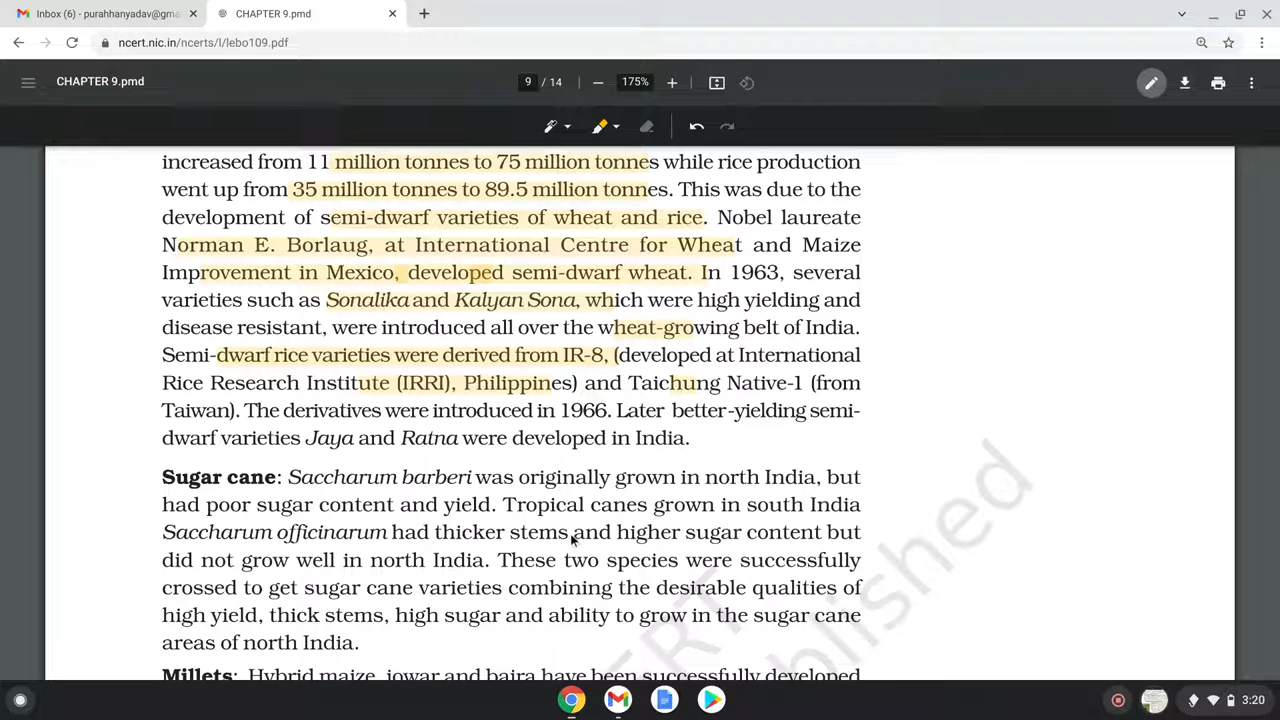 Inbox (6) - purahhanyadav@gma
CHAPTER 9.pmd
ncert.nic.in/ncerts/l/lebo109.pdf
CHAPTER 9.pmd
9 / 14
175%
increased from 11 million tonnes to 75 million tonnes while rice production
went up from 35 million tonnes to 89.5 million tonnes. This was due to the
development of semi-dwarf varieties of wheat and rice. Nobel laureate
Norman E. Borlaug, at International Centre for Wheat and Maize
Improvement in Mexico, developed semi-dwarf wheat. In 1963, several
varieties such as Sonalika and Kalyan Sona, which were high yielding and
disease resistant, were introduced all over the wheat-growing belt of India.
Semi-dwarf rice varieties were derived from IR-8, (developed at International
Rice Research Institute (IRRI), Philippines) and Taichung Native-1 (from
Taiwan). The derivatives were introduced in 1966. Later better-yielding semi-
dwarf varieties Jaya and Ratna were developed in India.
Sugar cane: Saccharum barberi was originally grown in north India, but
had poor sugar content and yield. Tropical canes grown in south India
Saccharum officinarum had thicker stems and higher sugar content but
did not grow well in north India. These two species were successfully
crossed to get sugar cane varieties combining the desirable qualities of
high yield, thick stems, high sugar and ability to grow in the sugar cane
areas of north India.
Millets: Hybrid maize, jowar and bajra have been successfully developed
3:20